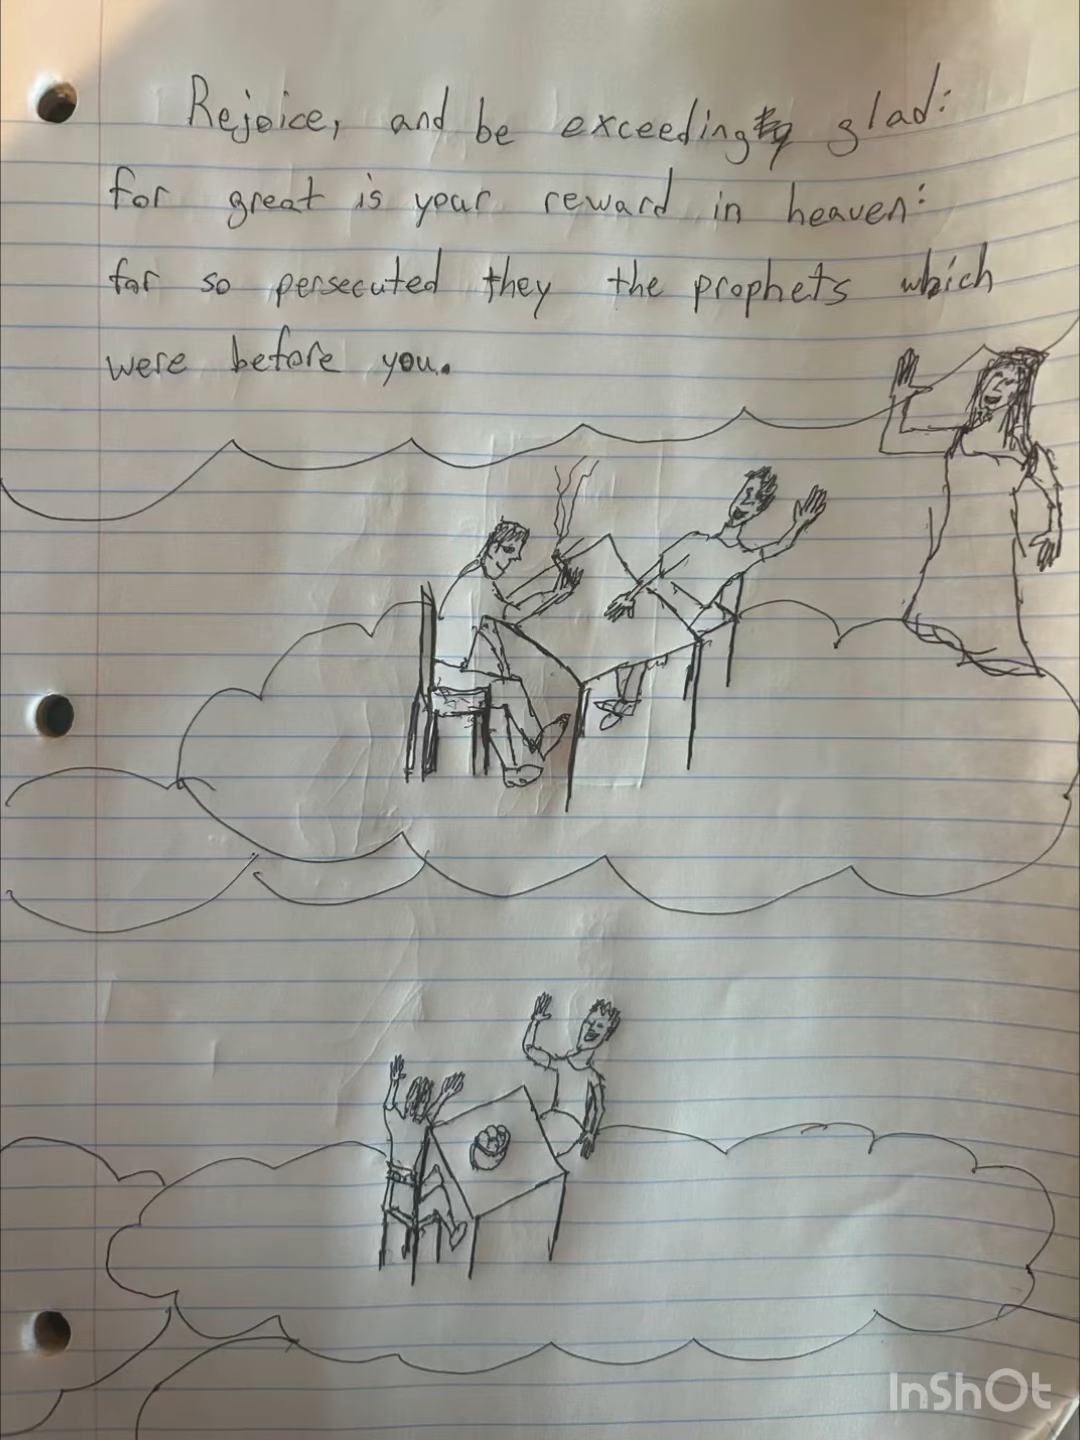 Rejoice, and be exceeding glad:
for great is your reward in heaven:
for so persecuted they the prophets which
were before you.
InShOt